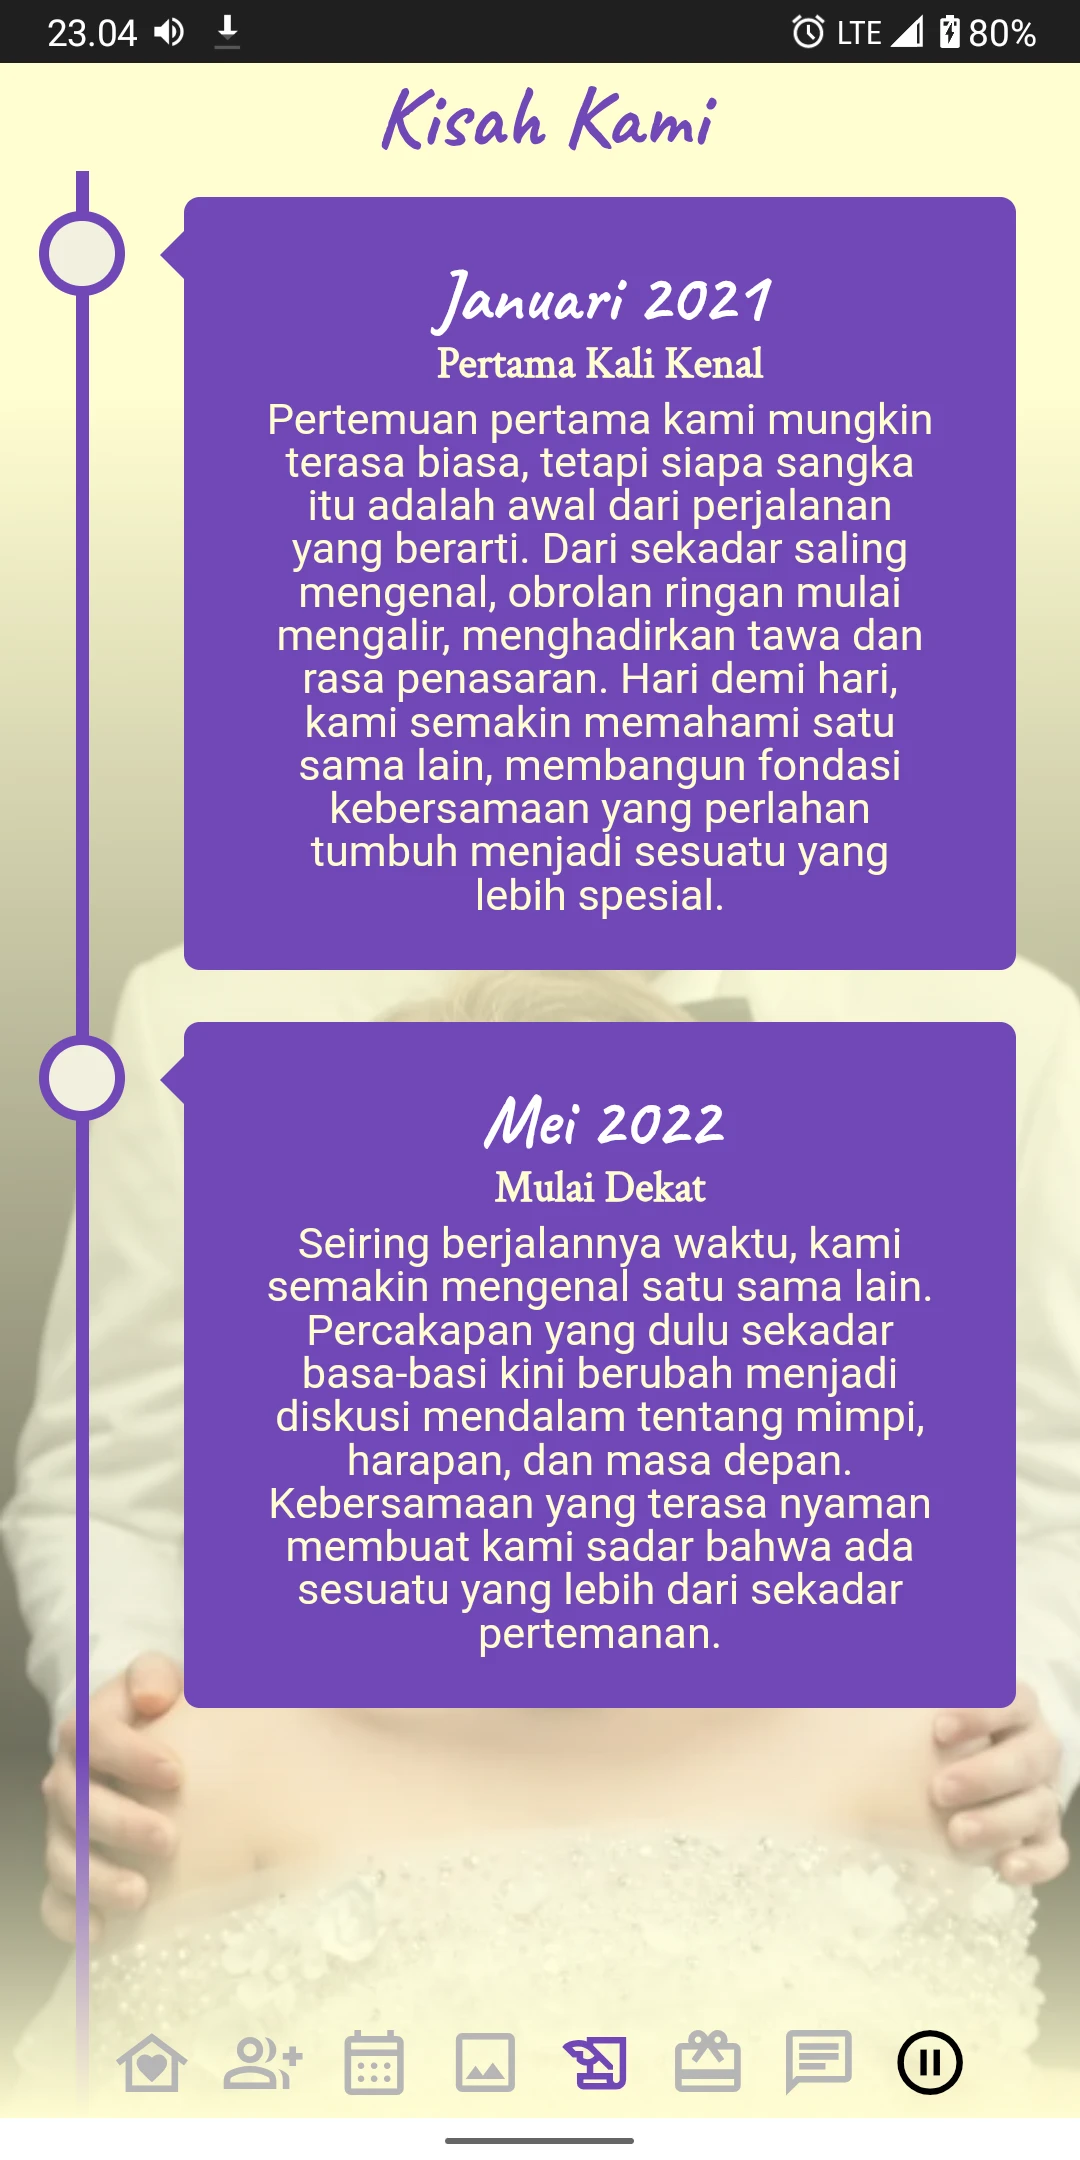 23.04
LTE
80%
Kisah Kami
Januari 2021
Pertama Kali Kenal
Pertemuan pertama kami mungkin
terasa biasa, tetapi siapa sangka
itu adalah awal dari perjalanan
yang berarti. Dari sekadar saling
mengenal, obrolan ringan mulai
mengalir, menghadirkan tawa dan
rasa penasaran. Hari demi hari,
kami semakin memahami satu
sama lain, membangun fondasi
kebersamaan yang perlahan
tumbuh menjadi sesuatu yang
lebih spesial.
Mei 2022
Mulai Dekat
Seiring berjalannya waktu, kami
semakin mengenal satu sama lain.
Percakapan yang dulu sekadar
basa-basi kini berubah menjadi
diskusi mendalam tentang mimpi,
harapan, dan masa depan.
Kebersamaan yang terasa nyaman
membuat kami sadar bahwa ada
sesuatu yang lebih dari sekadar
pertemanan.